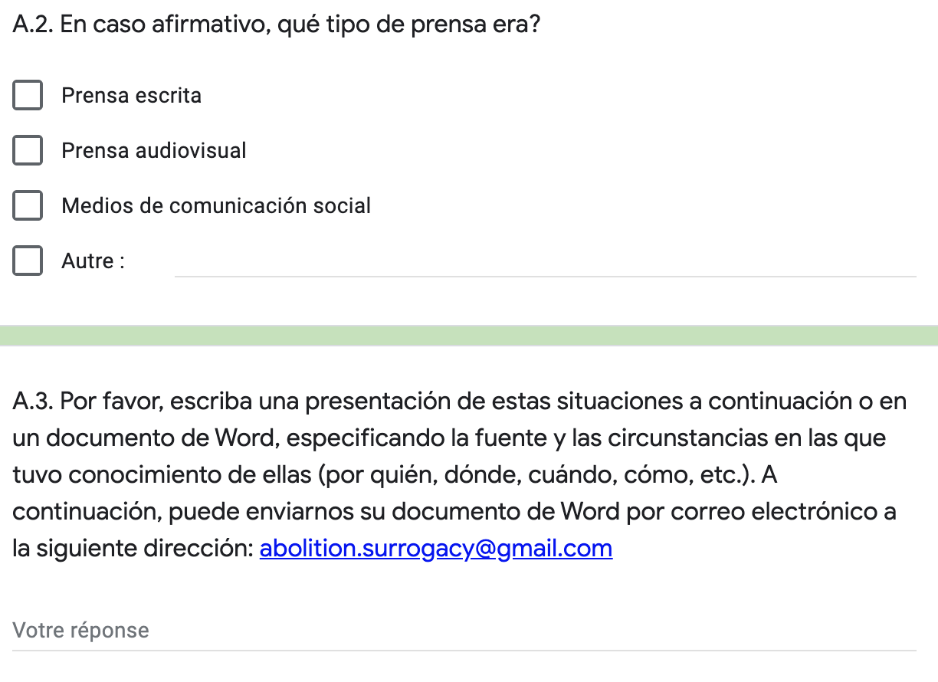 A.2. En caso afirmativo, qué tipo de prensa era?
Prensa escrita
Prensa audiovisual
Medios de comunicación social
Autre :
A.3. Por favor, escriba una presentación de estas situaciones a continuación o en
un documento de Word, especificando la fuente y las circunstancias en las que
tuvo conocimiento de ellas (por quién, dónde, cuándo, cómo, etc.). A
continuación, puede enviarnos su documento de Word por correo electrónico a
la siguiente dirección: abolition.surrogacy@gmail.com
Votre réponse